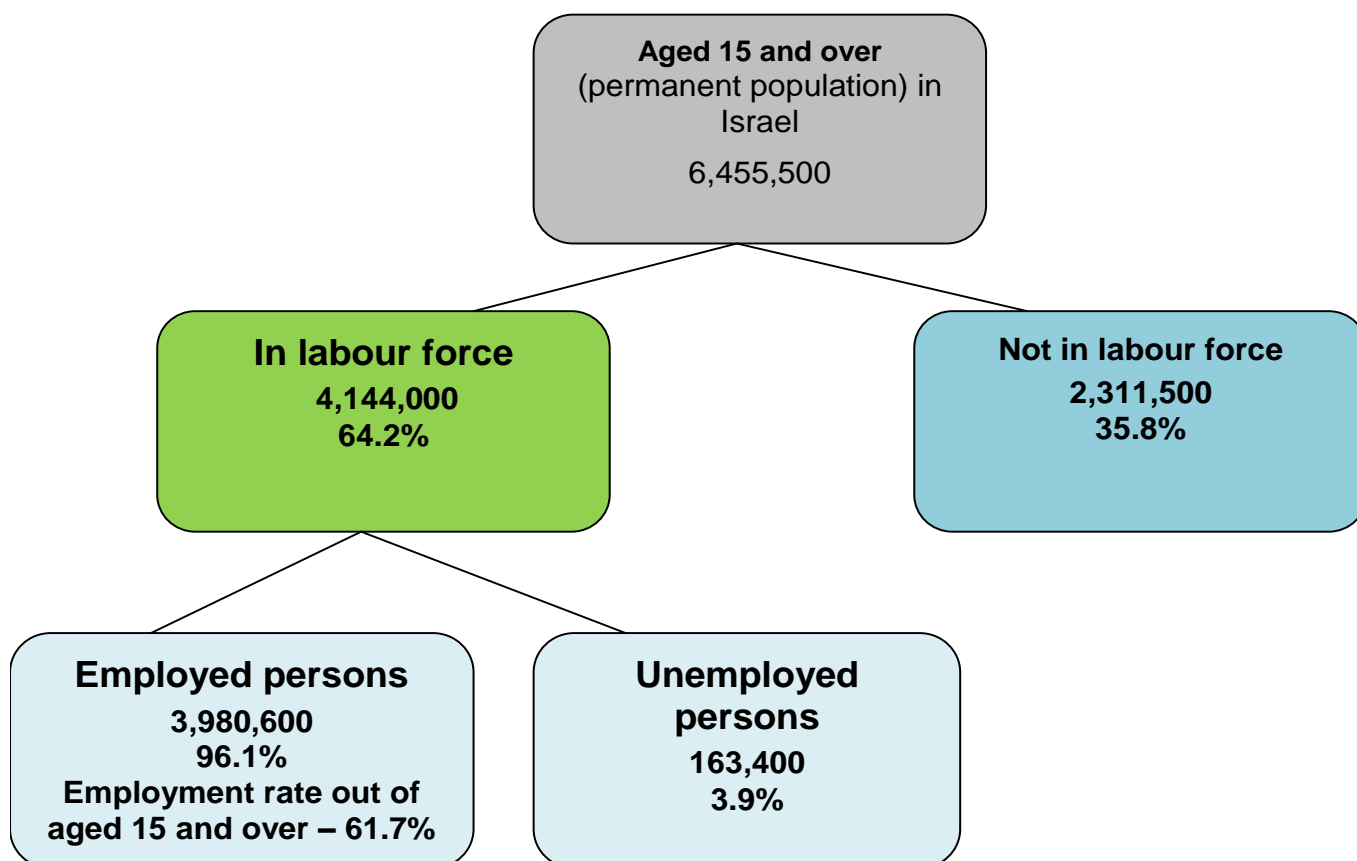 Aged 15 and over
(permanent population) in
Israel
6,455,500
In labour force
4,144,000
64.2%
Not in labour force
2,311,500
35.8%
Employed persons
3,980,600
96.1%
Employment rate out of
aged 15 and over – 61.7%
Unemployed
persons
163,400
3.9%